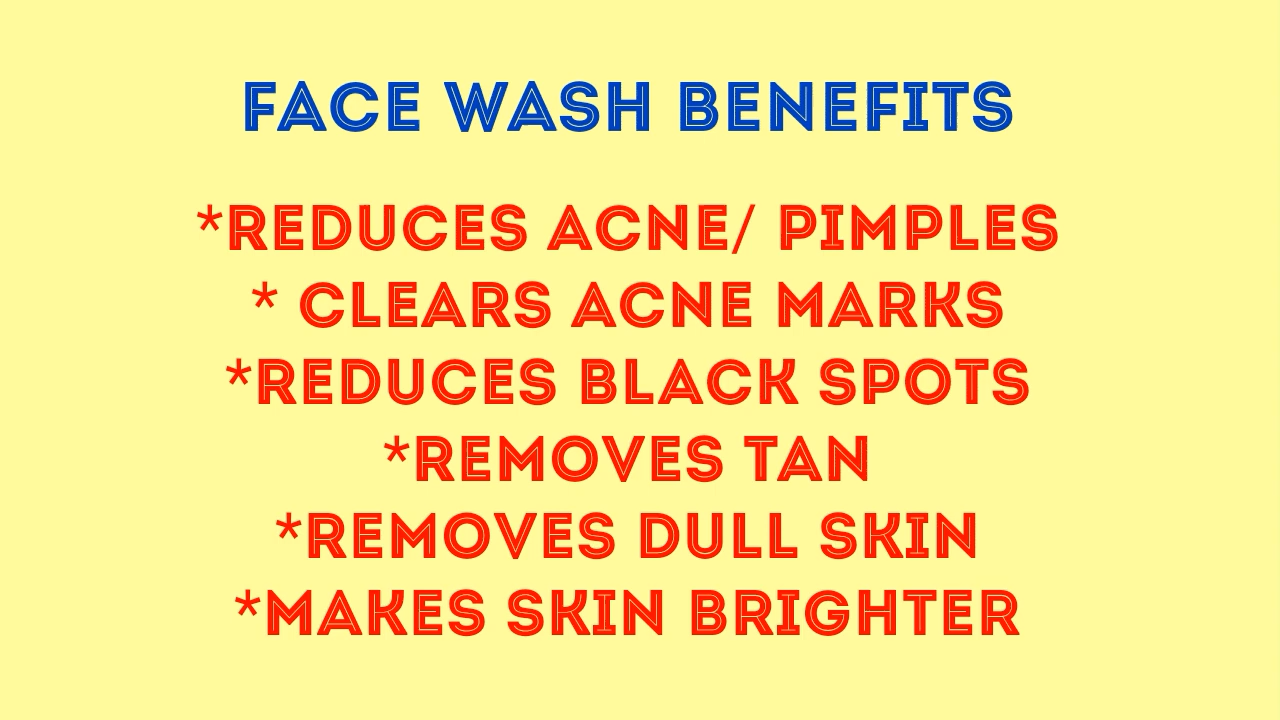 FACE WASH BENEFITS
*REDUCES ACNE/ PIMPLES
* CLEARS ACNE MARKS
*REDUCES BLACK SPOTS
*REMOVES TAN
*REMOVES DULL SKIN
*MAKES SKIN BRIGHTER